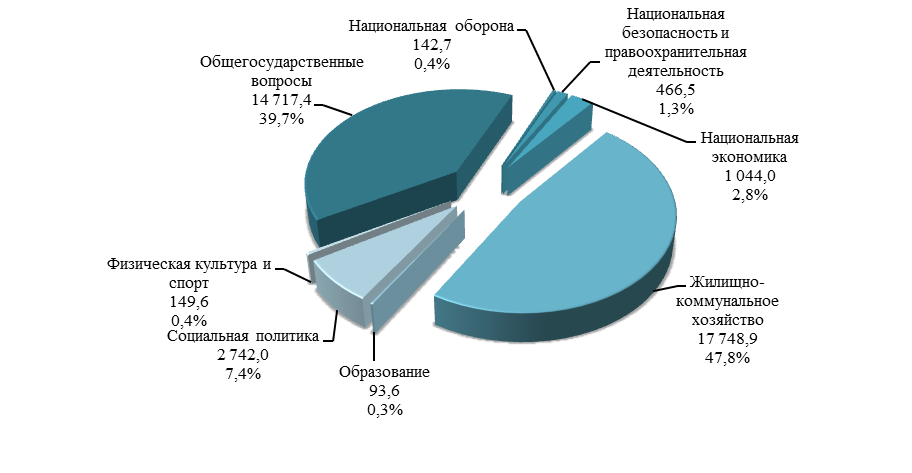 Национальная оборона
142,7
0,4%
Национальная
безопасность и
правоохранительная
деятельность
466,5
1,3%
Общегосударственные
вопросы
14 717,4
39,7%
Национальная
экономика
1 044,0
2,8%
Жилищно-
коммунальное
хозяйство
17 748,9
47,8%
Физическая культура и
спорт
149,6
0,4%
Социальная политика
2 742,0
7,4%
Образование
93,6
0,3%